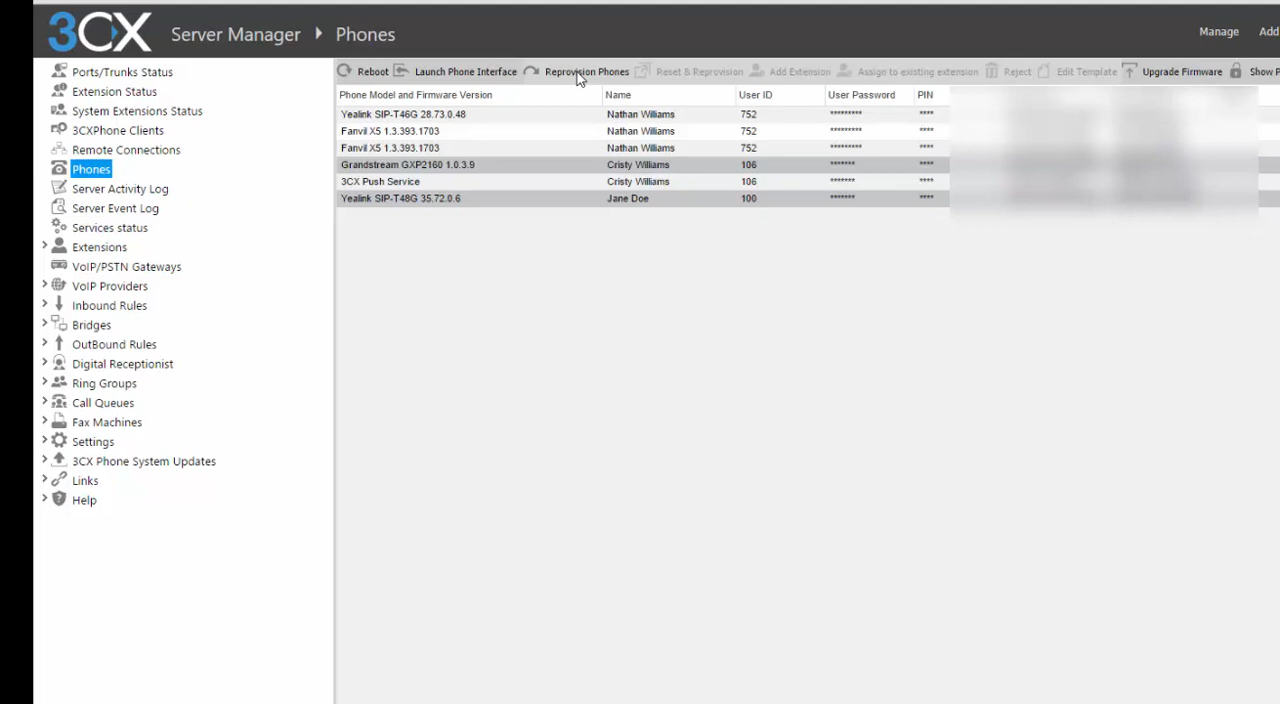 3CX Server Manager Phones Manage Add
Ports/Trunks Status
Extension Status
System Extensions Status
3CXPhone Clients
Remote Connections
Phones
Server Activity Log
Server Event Log
Services status
Extensions
VoIP/PSTN Gateways
VoIP Providers
Inbound Rules
Bridges
OutBound Rules
Digital Receptionist
Ring Groups
Call Queues
Fax Machines
Settings
3CX Phone System Updates
Links
Help
Reboot Launch Phone Interface Reprovision Phones Reset & Reprovision Add Extension Assign to existing extension Reject Edit Template Upgrade Firmware Show P
Phone Model and Firmware Version Name User ID User Password PIN
Yealink SIP-T46G 28.73.0.48 Nathan Williams 752 ********* ****
Fanvil X5 1.3.393.1703 Nathan Williams 752 ********* ****
Fanvil X5 1.3.393.1703 Nathan Williams 752 ********* ****
Grandstream GXP2160 1.0.3.9 Cristy Williams 106 ******* ****
3CX Push Service Cristy Williams 106 ******* ****
Yealink SIP-T48G 35.72.0.6 Jane Doe 100 ******* ****